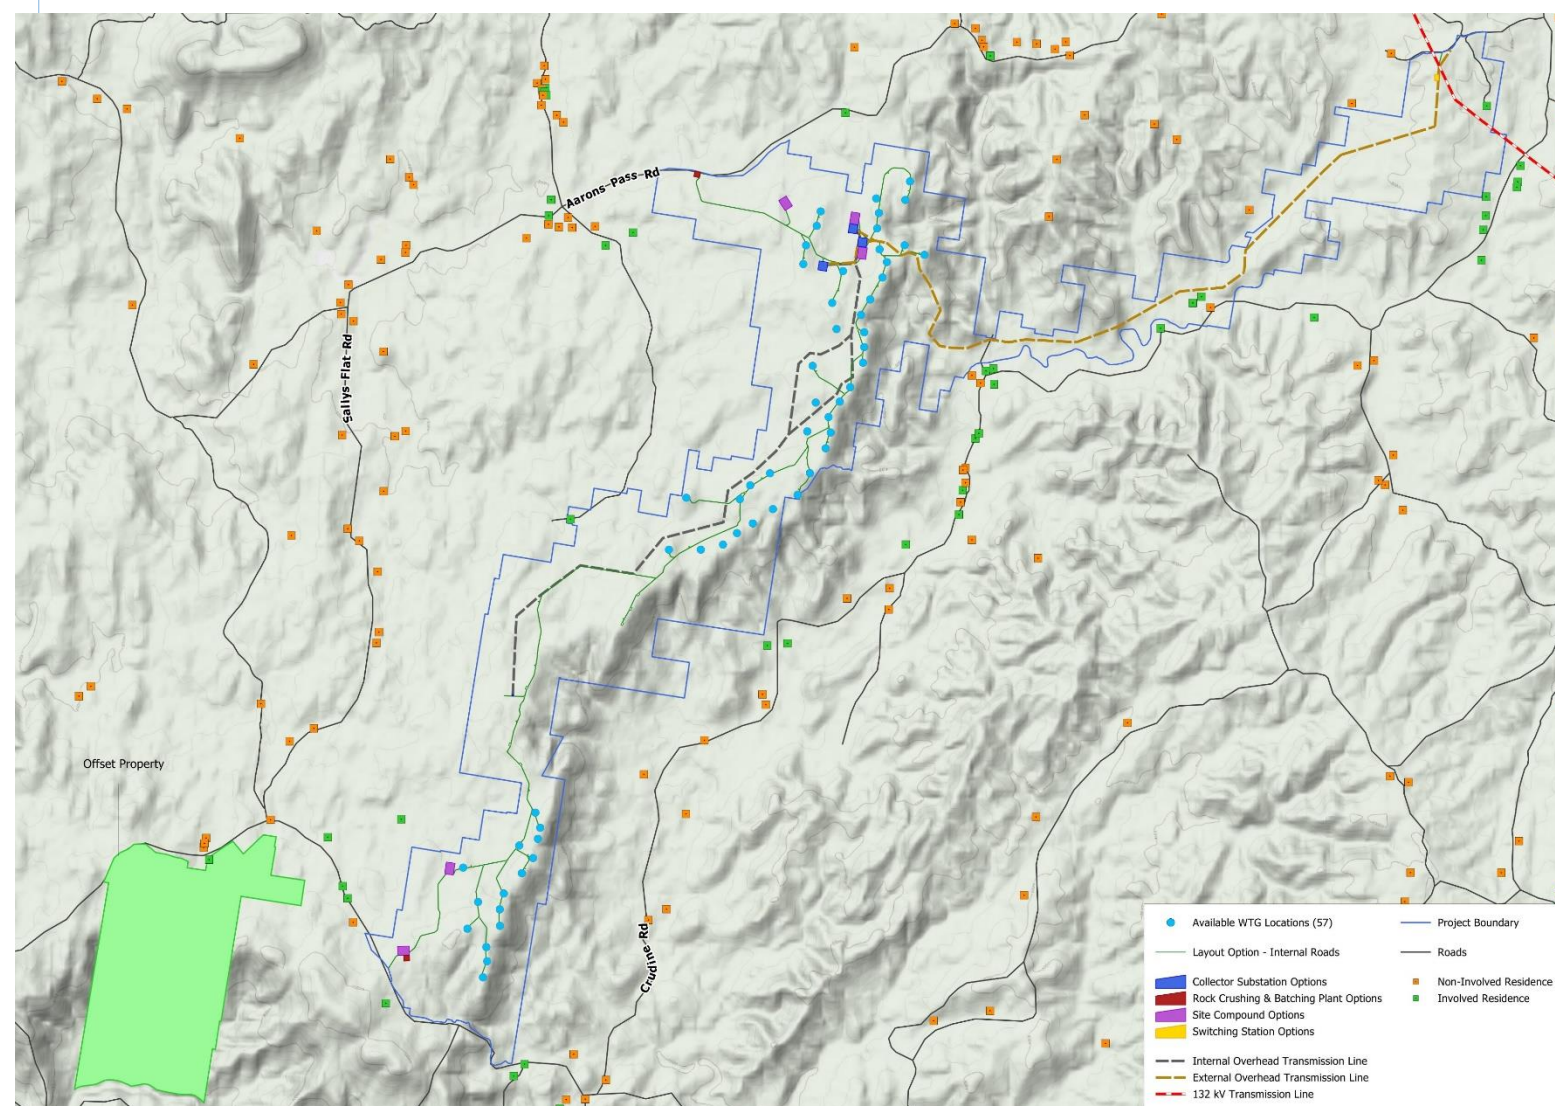 Aarons-Pass-Rd
Sallys-Flat-Rd
Offset Property
Crudine-Rd
Available WTG Locations (57)
Project Boundary
Layout Option - Internal Roads
Roads
Collector Substation Options
Non-Involved Residence
Rock Crushing & Batching Plant Options
Involved Residence
Site Compound Options
Switching Station Options
Internal Overhead Transmission Line
External Overhead Transmission Line
132 kV Transmission Line